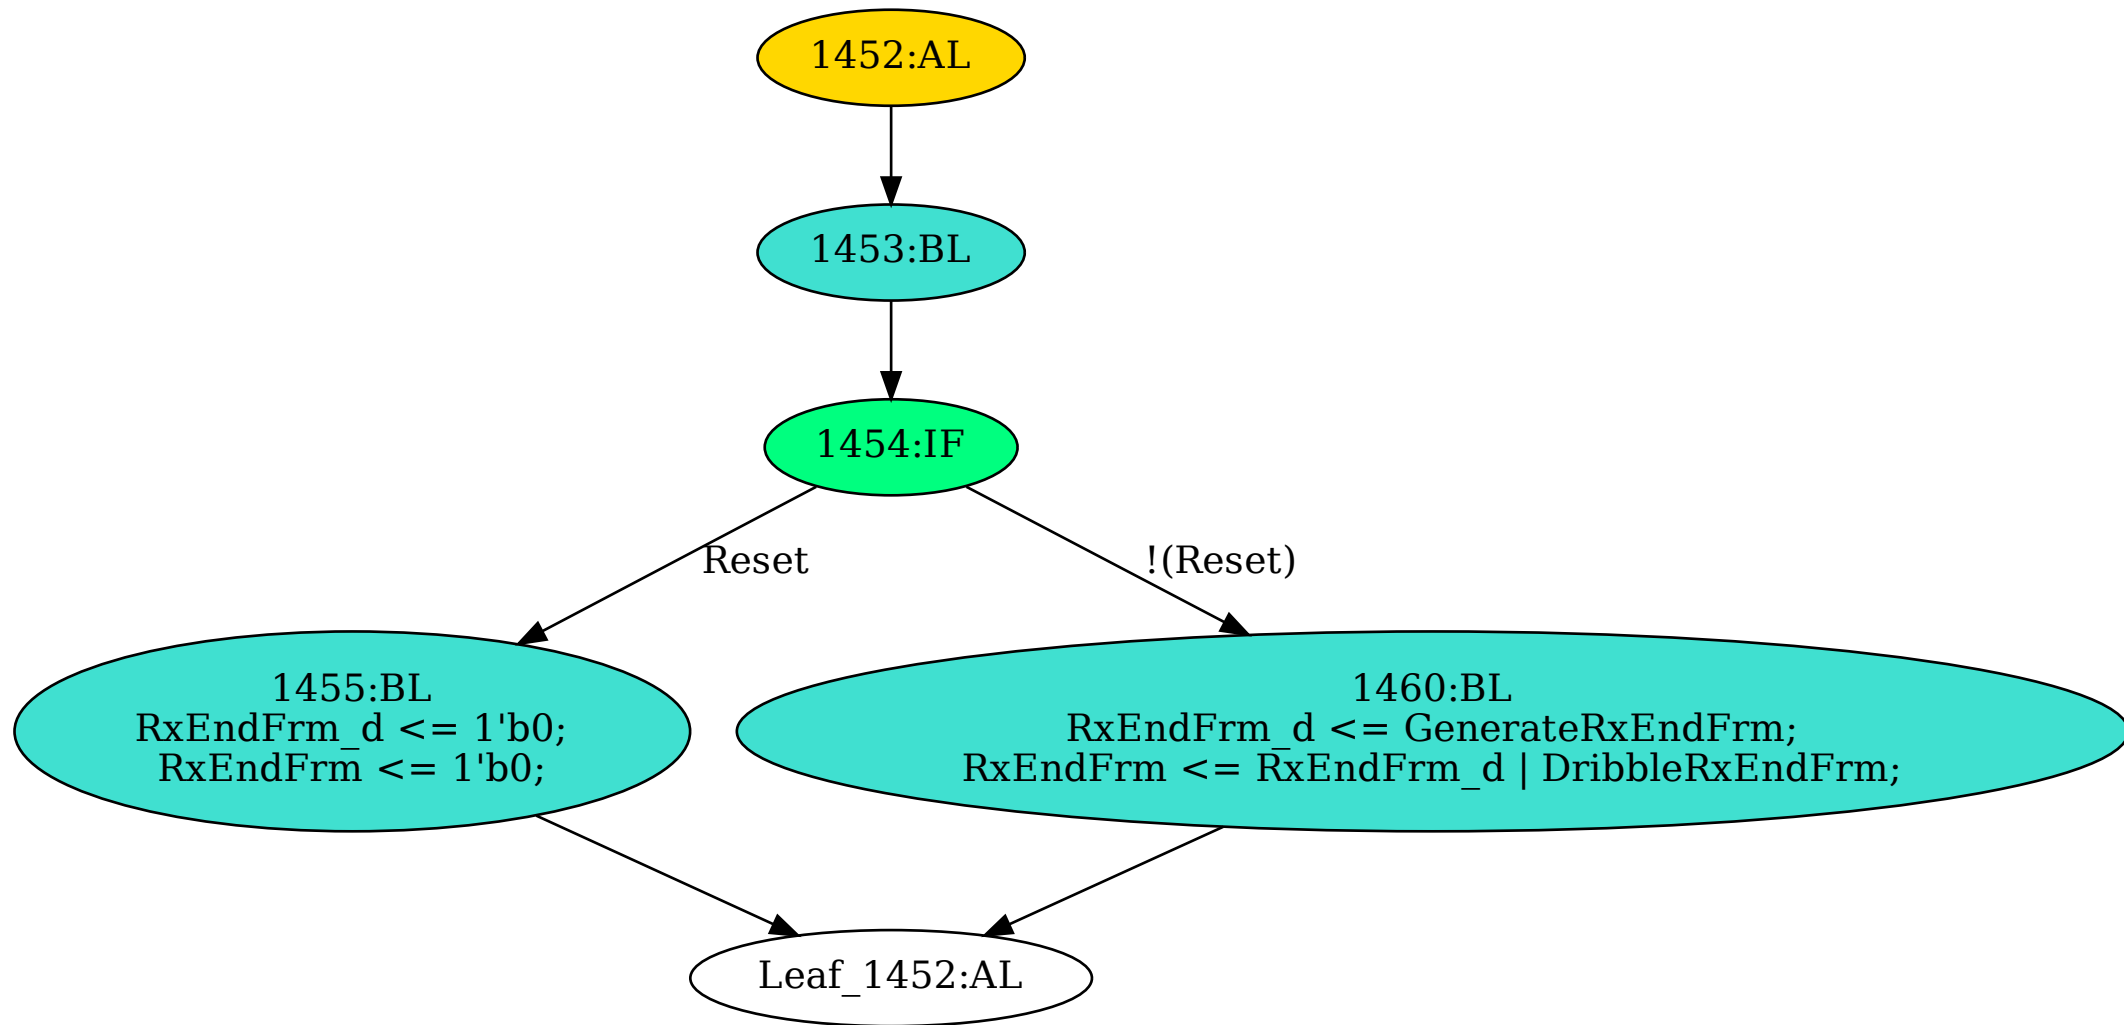 1452:AL
1453:BL
1454:IF
Reset
!(Reset)
1455:BL
RxEndFrm_d <= 1'b0;
RxEndFrm <= 1'b0;
1460:BL
RxEndFrm_d <= GenerateRxEndFrm;
RxEndFrm <= RxEndFrm_d | DribbleRxEndFrm;
Leaf_1452:AL